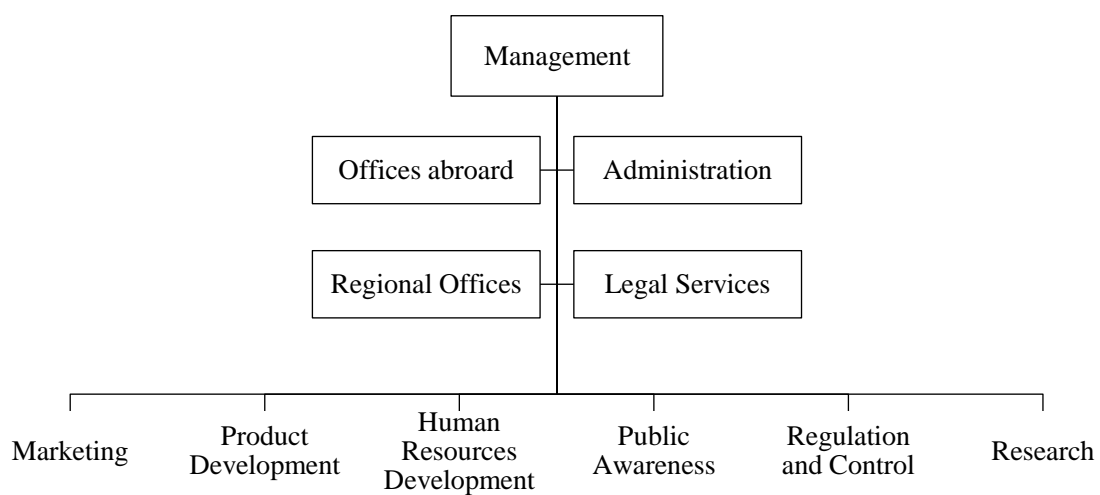 Management
Offices abroad
Administration
Regional Offices
Legal Services
Marketing
Product
Development
Human
Resources
Development
Public
Awareness
Regulation
and Control
Research